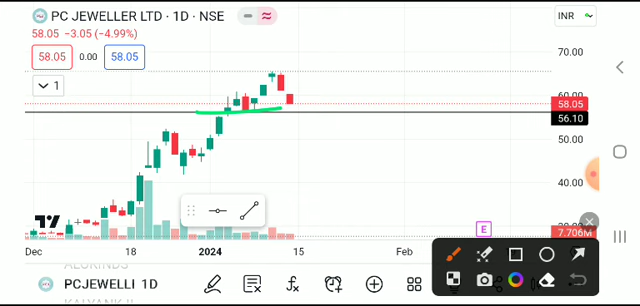 PC JEWELLER LTD · 1D · NSE
INR
58.05 −3.05 (−4.99%)
58.05 0.00 58.05
1
70.00
60.00
58.05
56.10
50.00
40.00
7.706M
E
Dec 18 2024 15 Feb
PCJEWELLI 1D